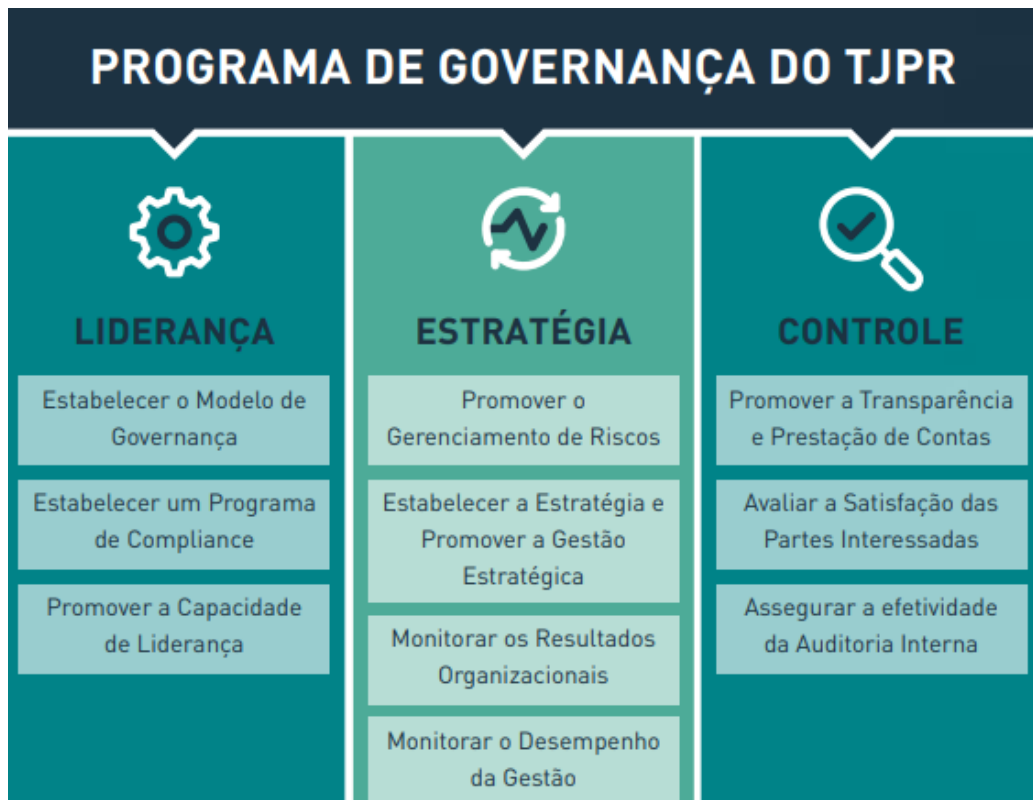 PROGRAMA DE GOVERNANÇA DO TJPR
LIDERANÇA
Estabelecer o Modelo de
Governança
Estabelecer um Programa
de Compliance
Promover a Capacidade
de Liderança
ESTRATÉGIA
Promover o
Gerenciamento de Riscos
Estabelecer a Estratégia e
Promover a Gestão
Estratégica
Monitorar os Resultados
Organizacionais
Monitorar o Desempenho
da Gestão
CONTROLE
Promover a Transparência
e Prestação de Contas
Avaliar a Satisfação das
Partes Interessadas
Assegurar a efetividade
da Auditoria Interna